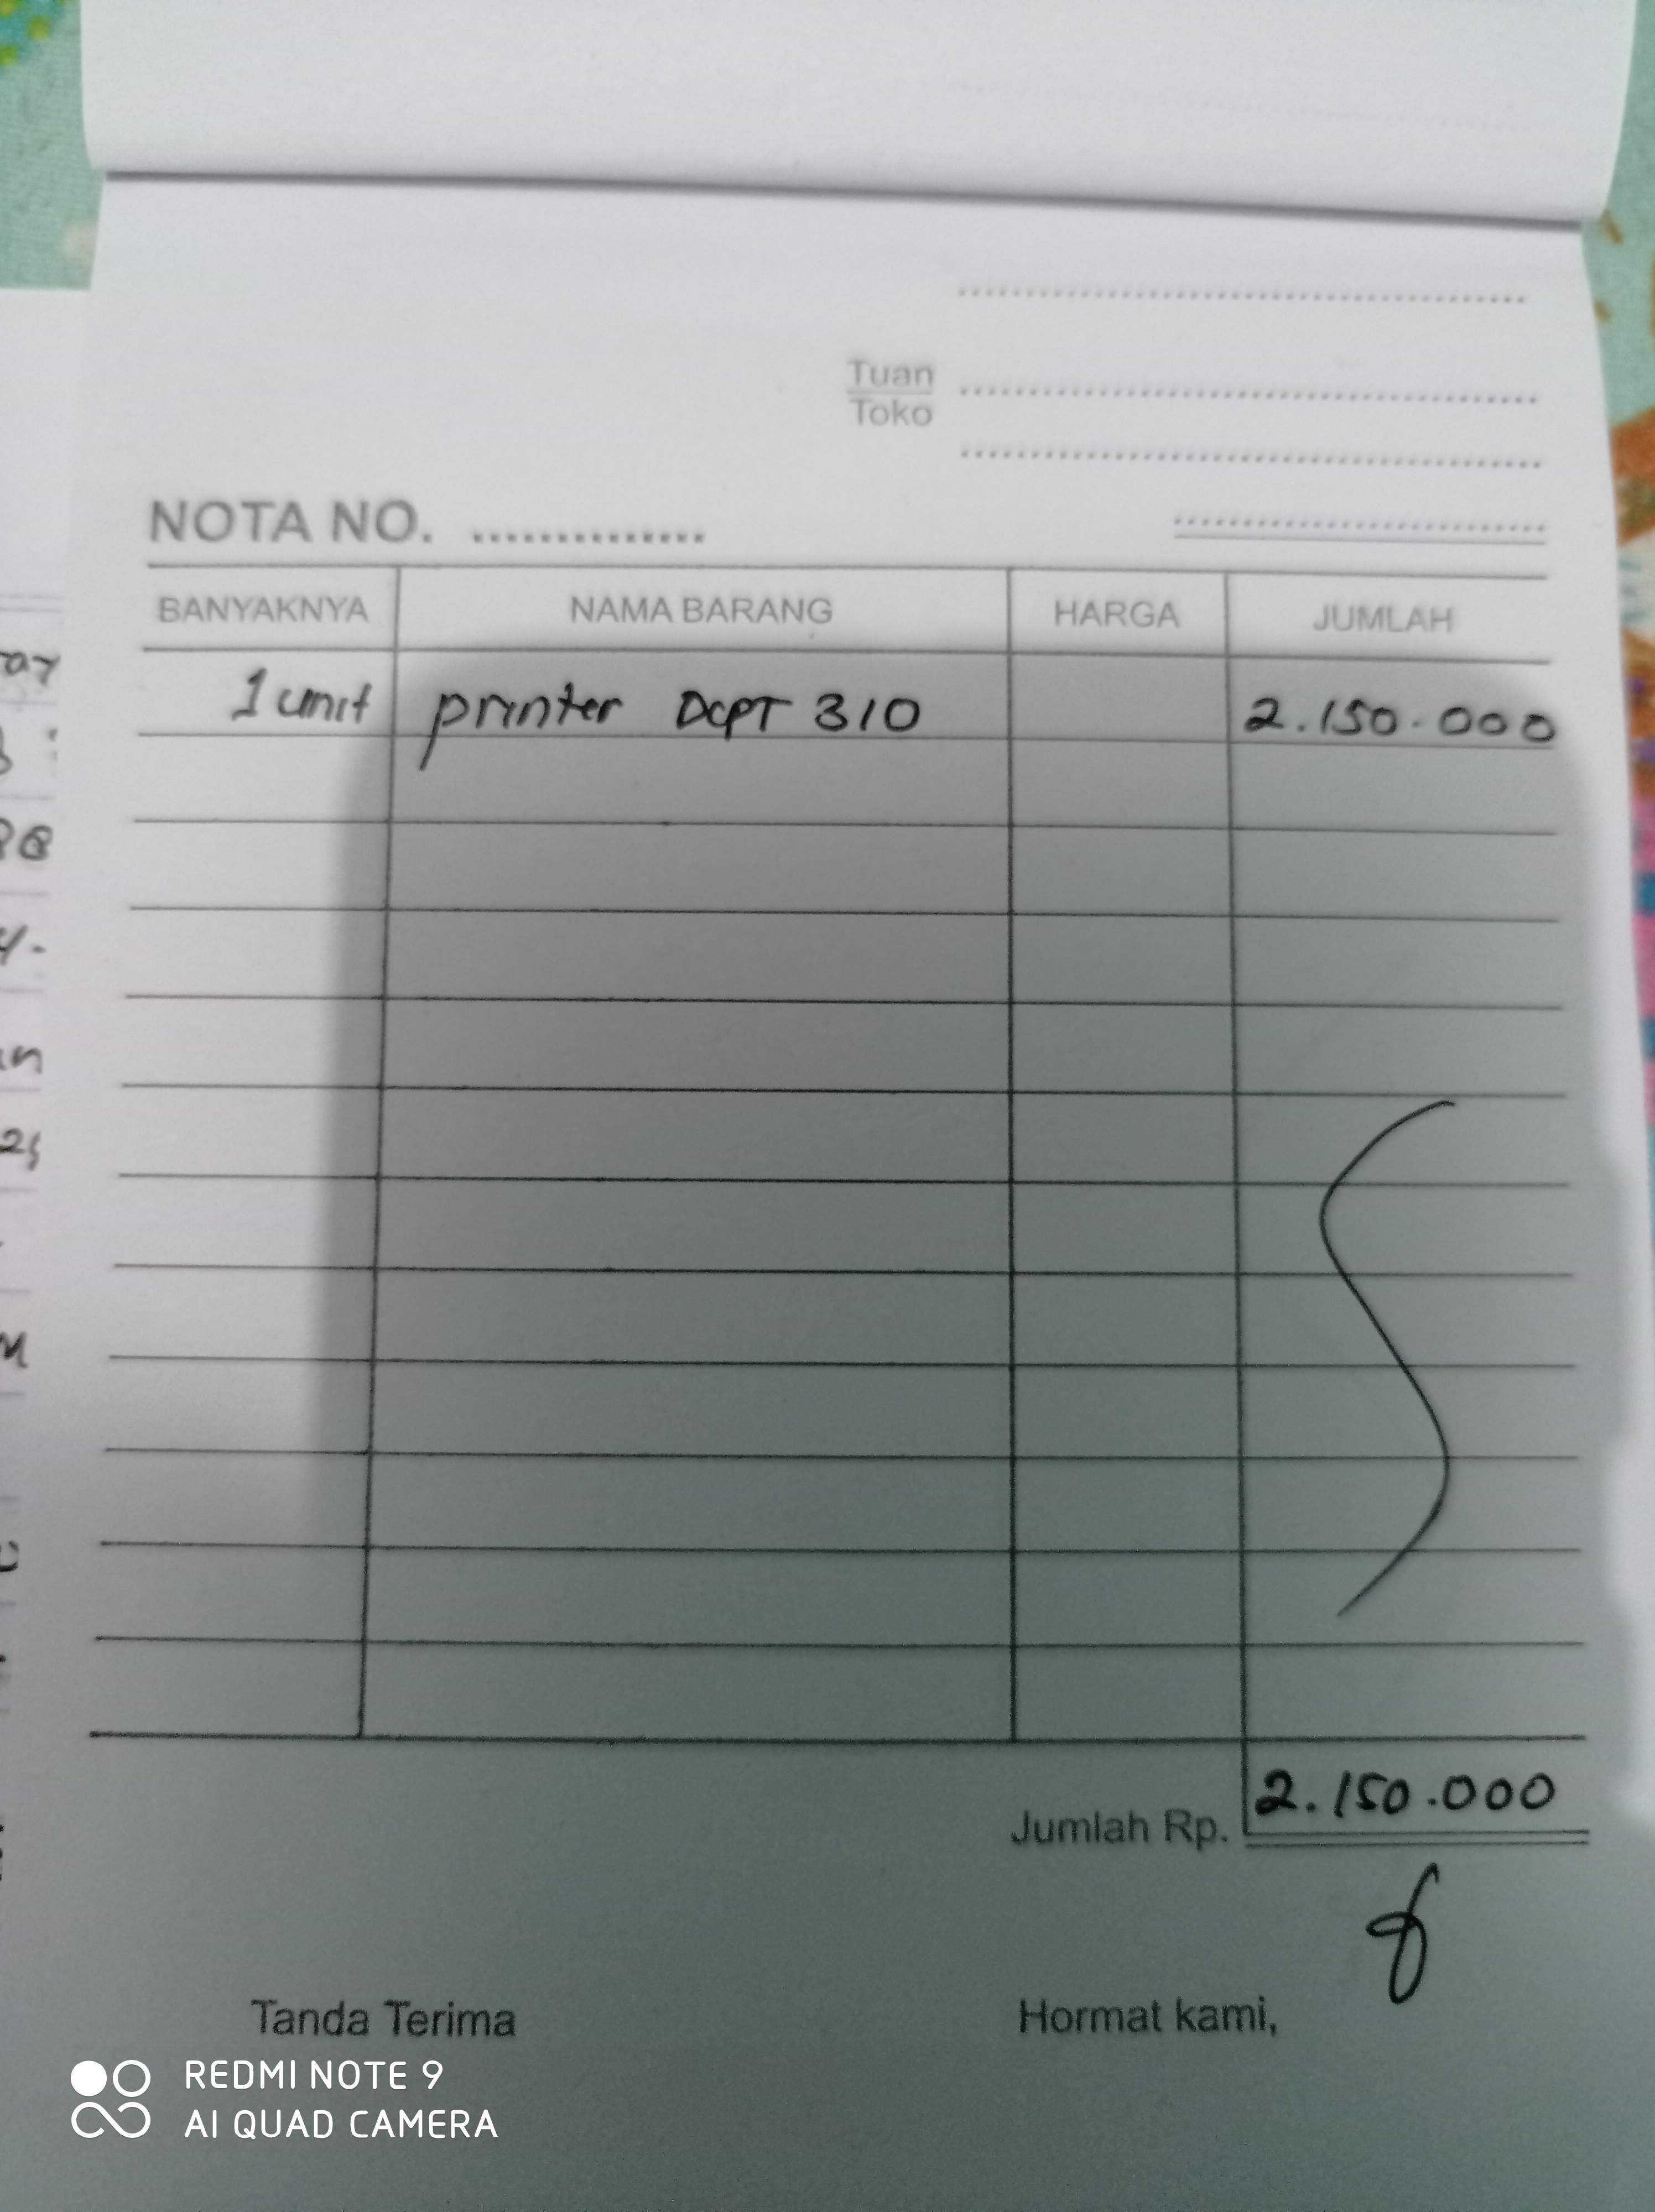 Tuan
Toko
NOTA NO.
BANYAKNYA NAMA BARANG HARGA JUMLAH
1 unit printer DCPT 310 2.150.000
Jumlah Rp. 2.150.000
Tanda Terima Hormat kami,
REDMI NOTE 9
AI QUAD CAMERA